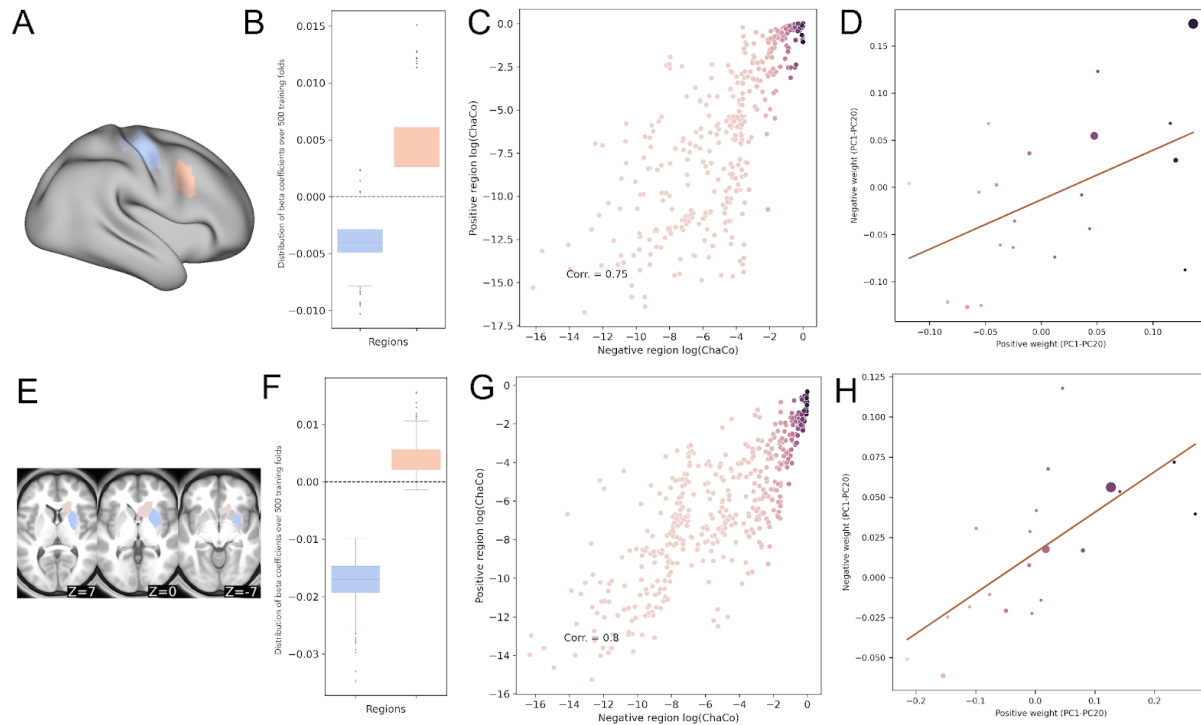 A
B
C
D
Distribution of beta coefficients over 500 training folds
0.015
0.010
0.005
0.000
−0.005
−0.010
Regions
Positive region log(ChaCo)
0.0
−2.5
−5.0
−7.5
−10.0
−12.5
−15.0
−17.5
Corr. = 0.75
−16 −14 −12 −10 −8 −6 −4 −2 0
Negative region log(ChaCo)
Negative weight (PC1-PC20)
0.15
0.10
0.05
0.00
−0.05
−0.10
−0.10 −0.05 0.00 0.05 0.10
Positive weight (PC1-PC20)
E
F
G
H
Z=7 Z=0 Z=-7
Distribution of beta coefficients over 500 training folds
0.01
0.00
−0.01
−0.02
−0.03
Regions
Positive region log(ChaCo)
0
−2
−4
−6
−8
−10
−12
−14
−16
Corr. = 0.8
−16 −14 −12 −10 −8 −6 −4 −2 0
Negative region log(ChaCo)
Negative weight (PC1-PC20)
0.125
0.100
0.075
0.050
0.025
0.000
−0.025
−0.050
−0.2 −0.1 0.0 0.1 0.2
Positive weight (PC1-PC20)